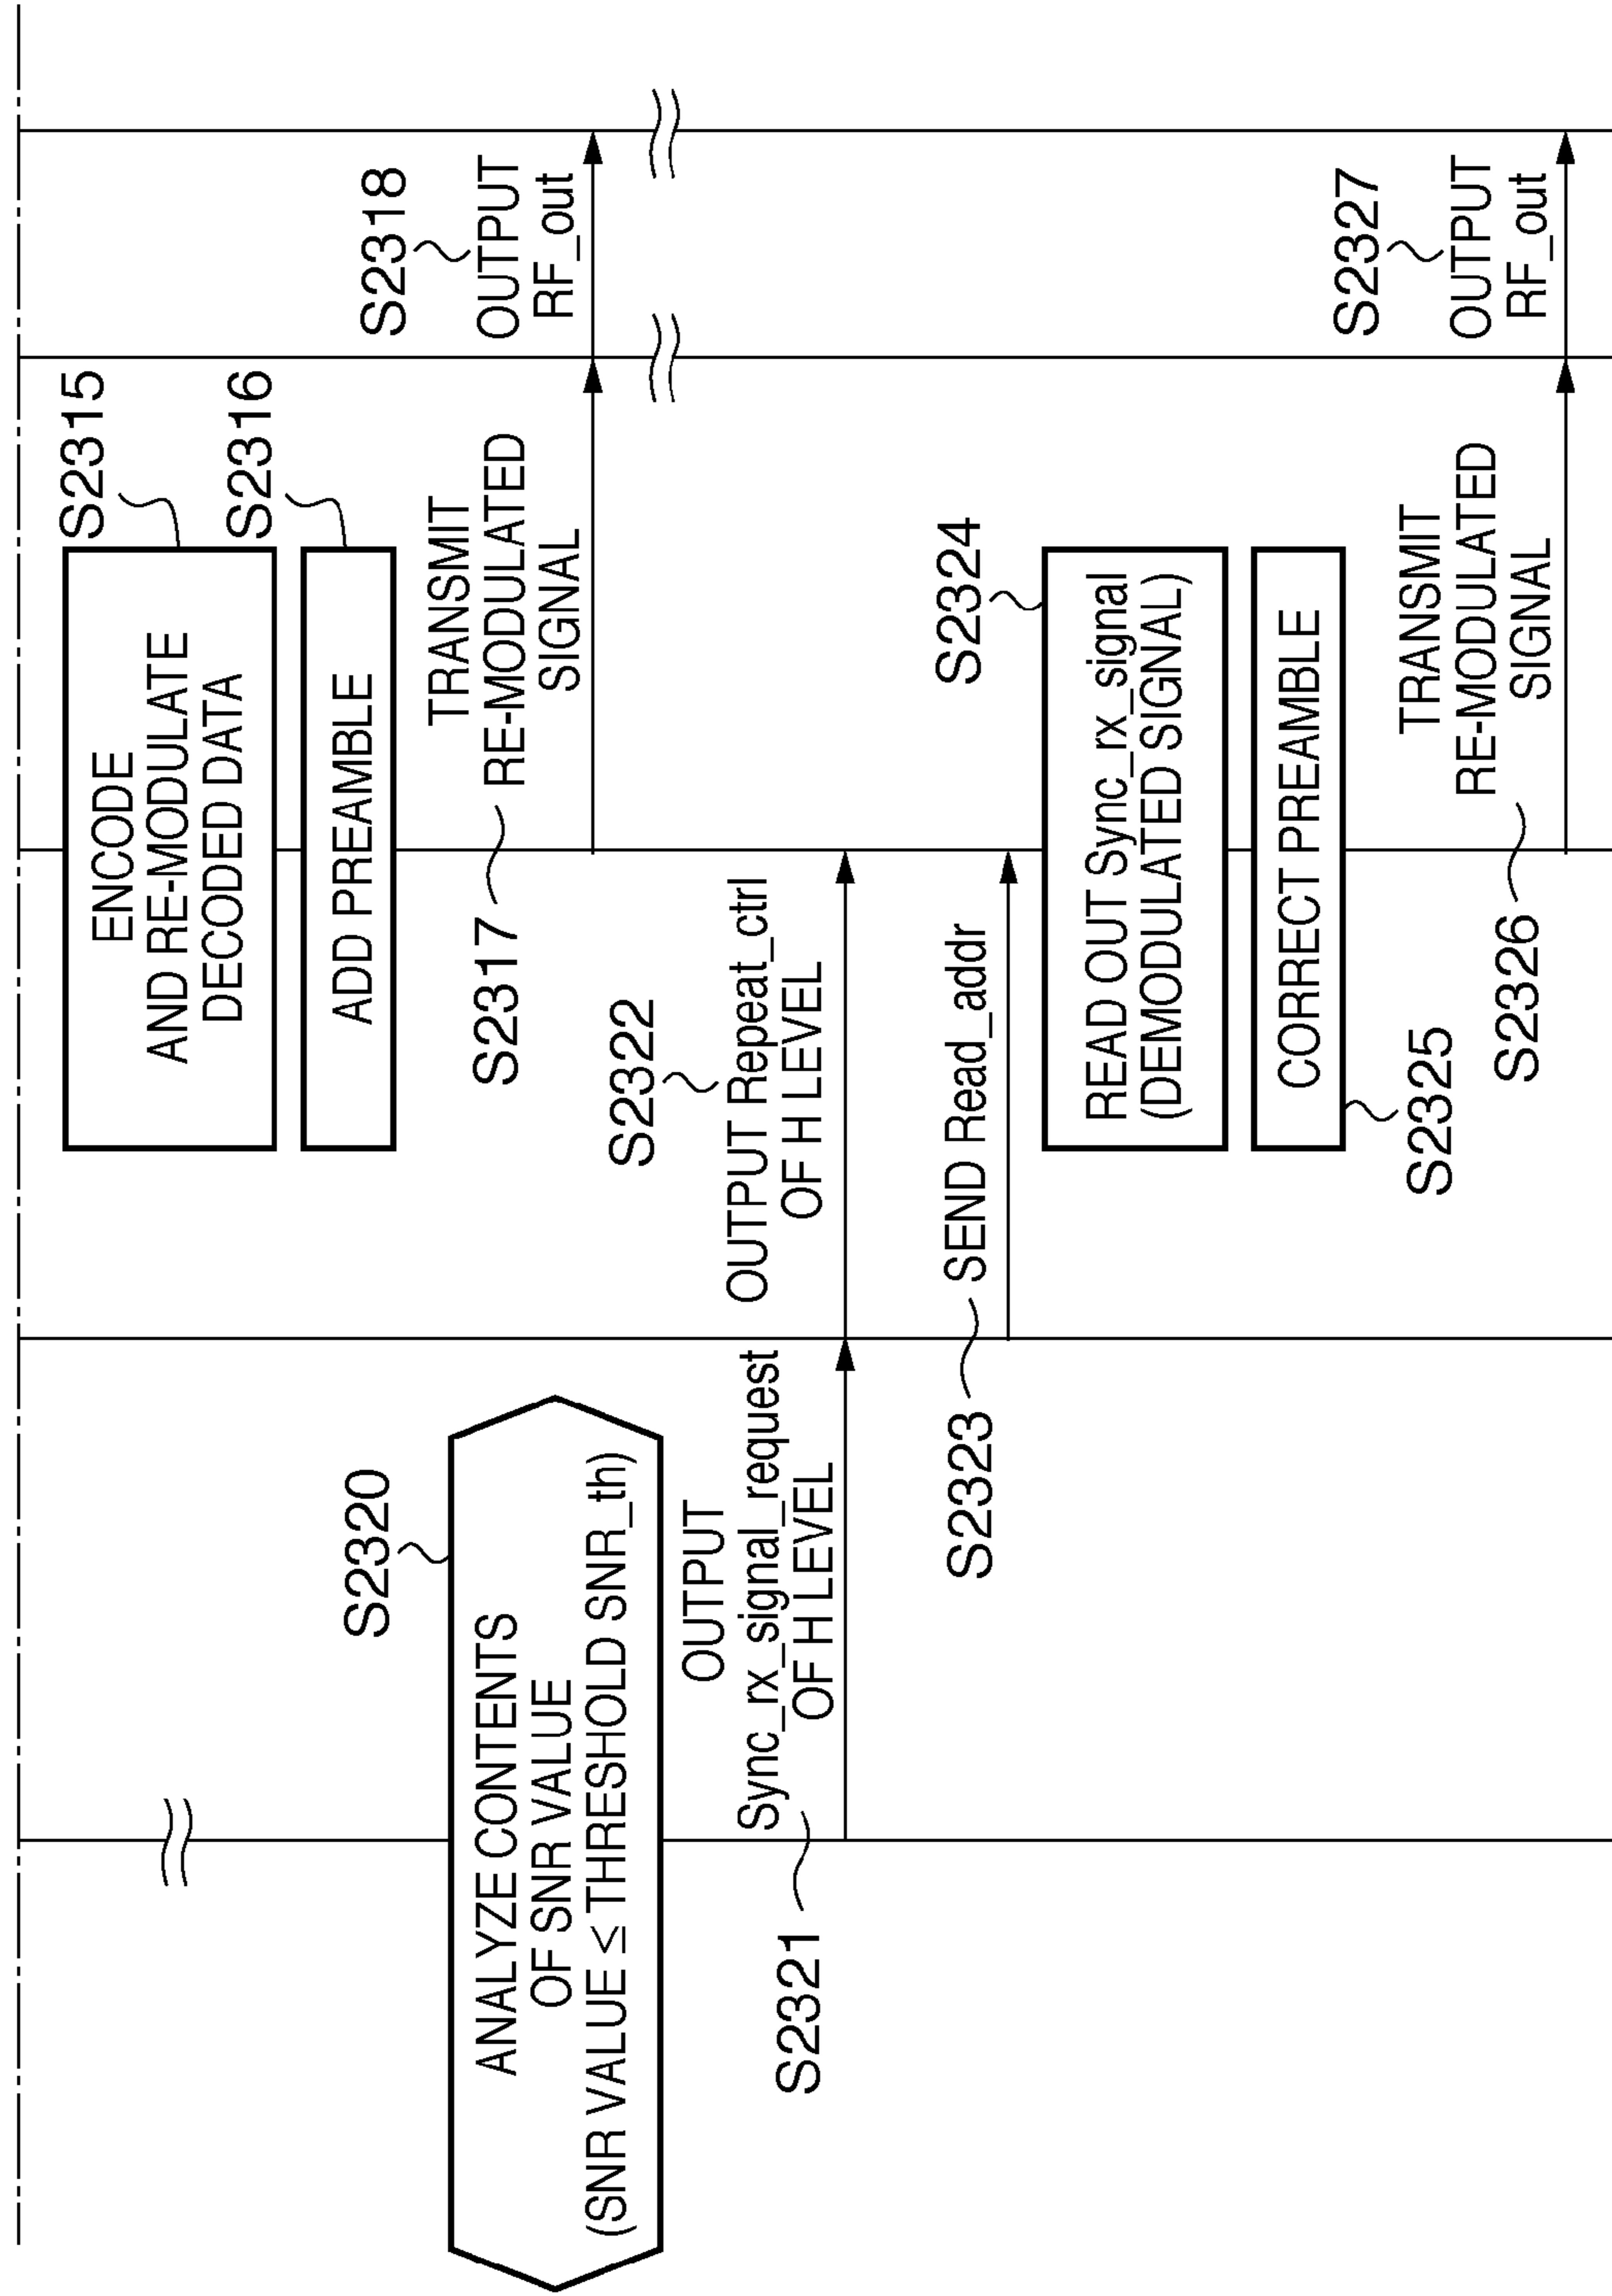 S2315
ENCODE
AND RE-MODULATE
DECODED DATA
S2316
ADD PREAMBLE
S2317
TRANSMIT
RE-MODULATED
SIGNAL
S2318
OUTPUT
RF_out
S2320
ANALYZE CONTENTS
OF SNR VALUE
(SNR VALUE ≤ THRESHOLD SNR_th)
S2321
OUTPUT
Sync_rx_signal_request
OF H LEVEL
S2322
OUTPUT Repeat_ctrl
OF H LEVEL
S2323
SEND Read_addr
S2324
READ OUT Sync_rx_signal
(DEMODULATED SIGNAL)
CORRECT PREAMBLE
S2325
S2326
TRANSMIT
RE-MODULATED
SIGNAL
S2327
OUTPUT
RF_out